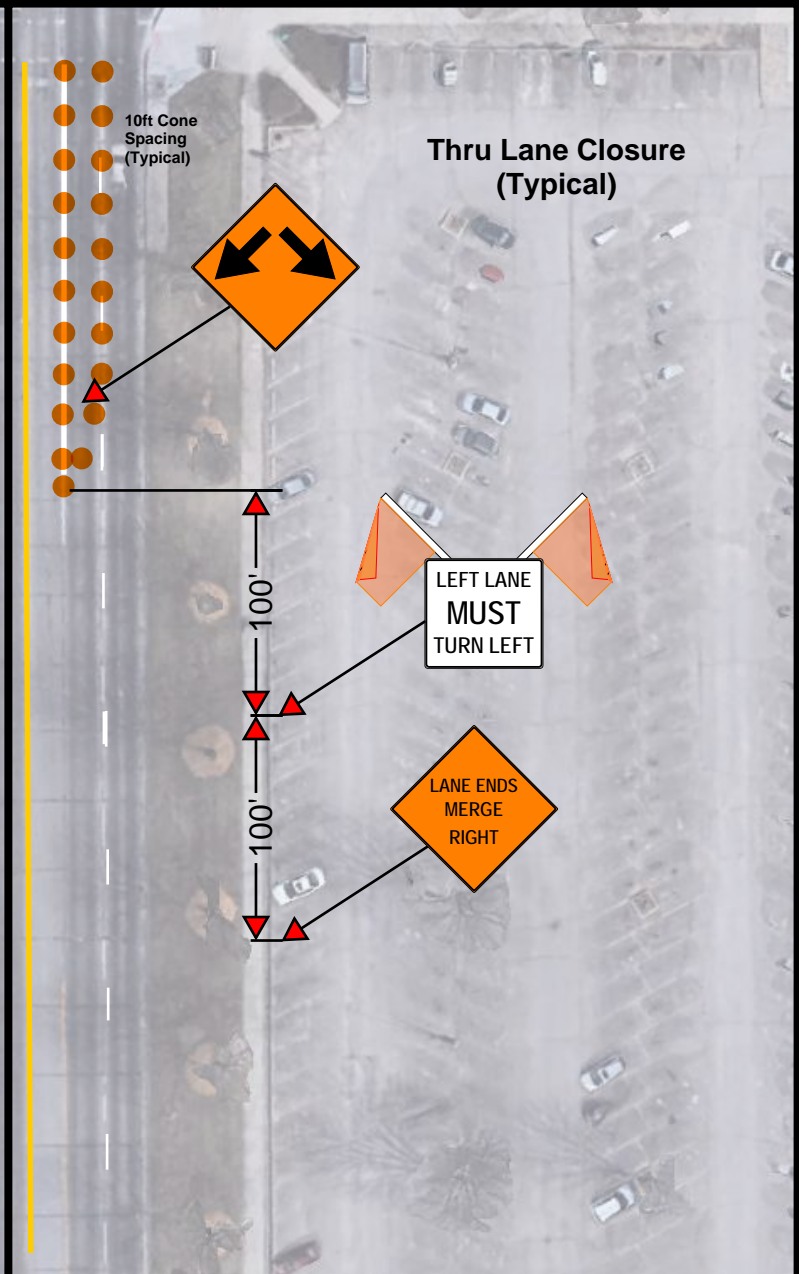 10ft Cone
Spacing
(Typical)
Thru Lane Closure
(Typical)
100'
LEFT LANE
MUST
TURN LEFT
100'
LANE ENDS
MERGE
RIGHT